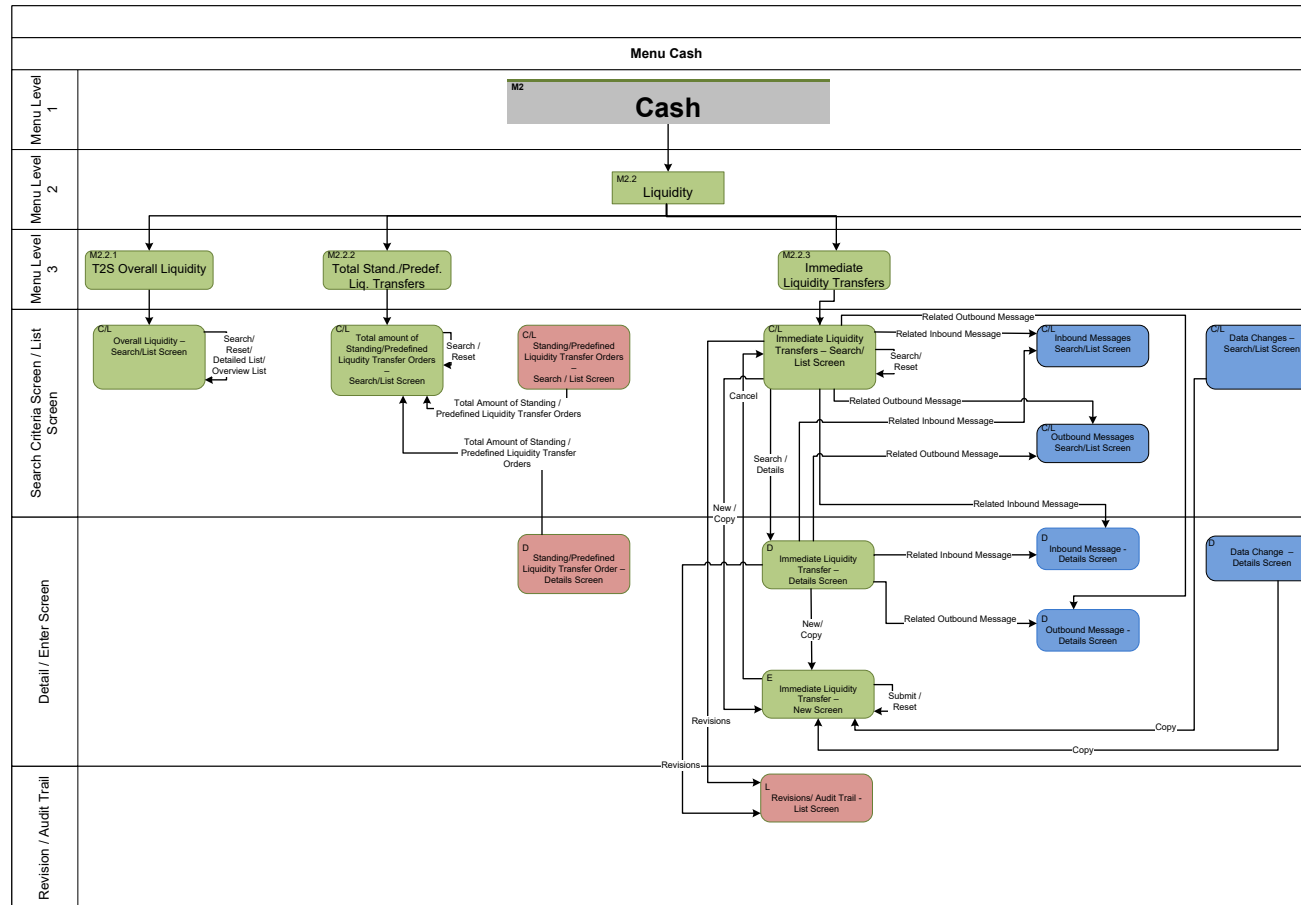 Menu Cash
Menu Level
1
M2
Cash
Menu Level
2
M2.2
Liquidity
Menu Level
3
M2.2.1
T2S Overall Liquidity
M2.2.2
Total Stand./Predef.
Liq. Transfers
M2.2.3
Immediate
Liquidity Transfers
Search Criteria Screen / List
Screen
C/L
Overall Liquidity –
Search/List Screen
Search/
Reset/
Detailed List/
Overview List
C/L
Total amount of
Standing/Predefined
Liqudity Transfer Orders
–
Search/List Screen
Search /
Reset
C/L
Standing/Predefined
Liquidity Transfer Orders
–
Search / List Screen
Total Amount of Standing /
Predefined Liquidity Transfer Orders
Total Amount of Standing /
Predefined Liquidity Transfer
Orders
C/L
Immediate Liquidity
Transfers – Search/
List Screen
Search/
Reset
Cancel
Search /
Details
New /
Copy
Related Outbound Message
Related Inbound Message
Related Outbound Message
Related Inbound Message
Related Outbound Message
Related Inbound Message
C/L
Inbound Messages
Search/List Screen
C/L
Outbound Messages
Search/List Screen
C/L
Data Changes –
Search/List Screen
Detail / Enter Screen
D
Standing/Predefined
Liquidity Transfer Order –
Details Screen
D
Immediate Liquidity
Transfer –
Details Screen
Related Inbound Message
Related Outbound Message
D
Inbound Message -
Details Screen
D
Outbound Message -
Details Screen
D
Data Change –
Details Screen
New/
Copy
E
Immediate Liquidity
Transfer –
New Screen
Submit /
Reset
Copy
Copy
Revisions
Revisions
Revision / Audit Trail
L
Revisions/ Audit Trail -
List Screen